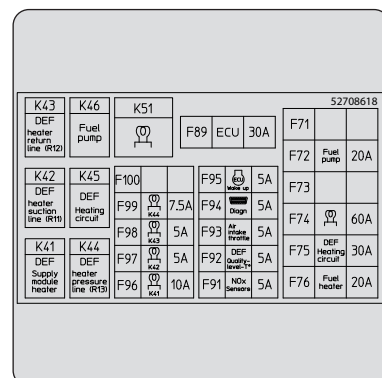 52708618
K43
DEF
heater
return
line (R12)
K46
Fuel
pump
K51
F89 ECU 30A
F71
F72 Fuel
pump 20A
F73
F74 60A
F75 DEF
Heating
circuit 30A
F76 Fuel
heater 20A
K42
DEF
heater
suction
line (R11)
K45
DEF
Heating
circuit
K41
DEF
Supply
module
heater
K44
DEF
heater
pressure
line (R13)
F100
F99 K44 7.5A
F98 K43 5A
F97 K42 5A
F96 K41 10A
F95 ECU
Wake up 5A
F94 Diagn 5A
F93 Air
intake
throttle 5A
F92 DEF
Quality-
level-T° 5A
F91 NOx
Sensors 5A